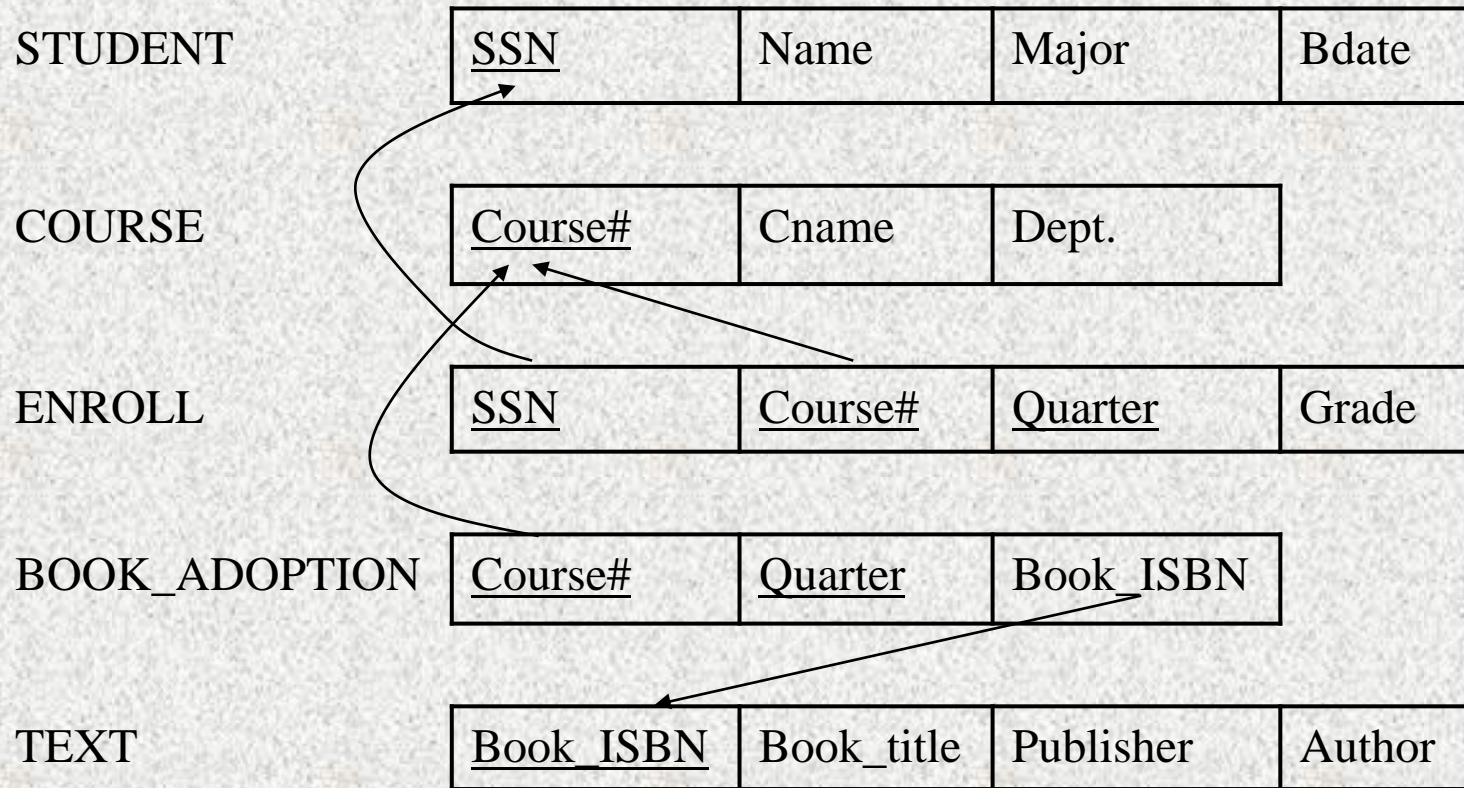 STUDENT SSN Name Major Bdate
COURSE Course# Cname Dept.
ENROLL SSN Course# Quarter Grade
BOOK_ADOPTION Course# Quarter Book_ISBN
TEXT Book_ISBN Book_title Publisher Author